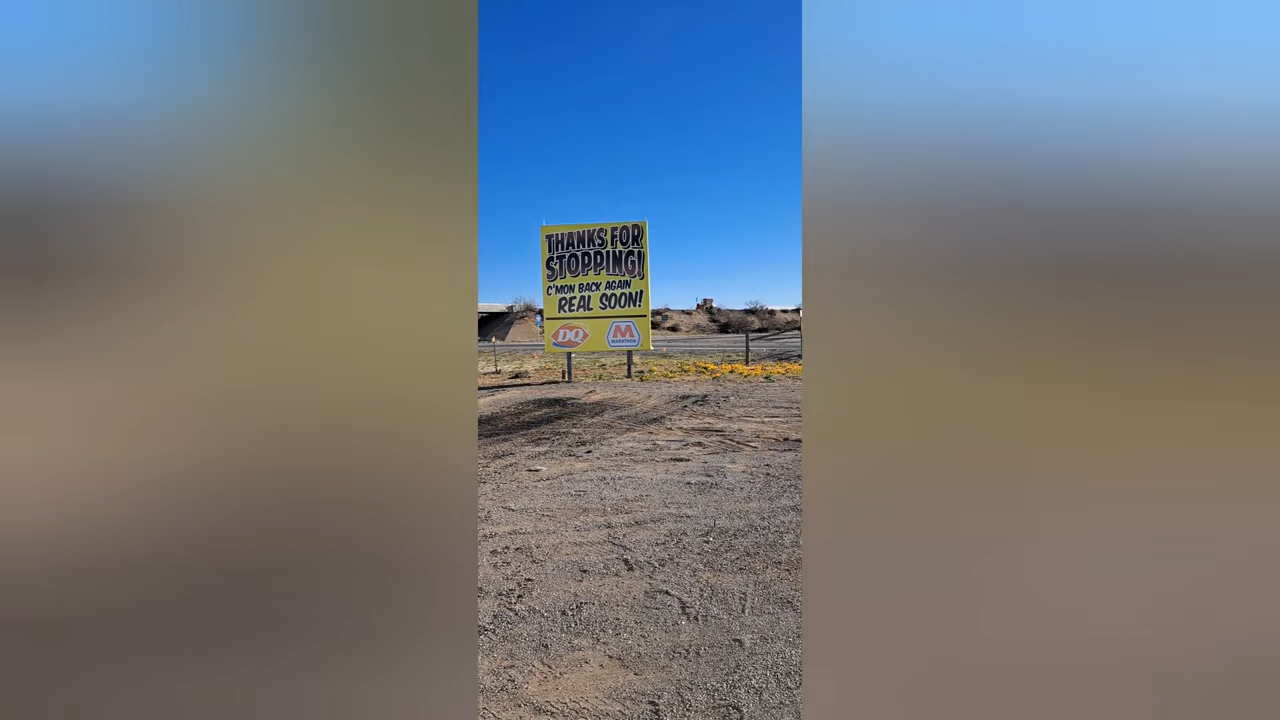 THANKS FOR
STOPPING!
C'MON BACK AGAIN
REAL SOON!
DQ
M
MARATHON